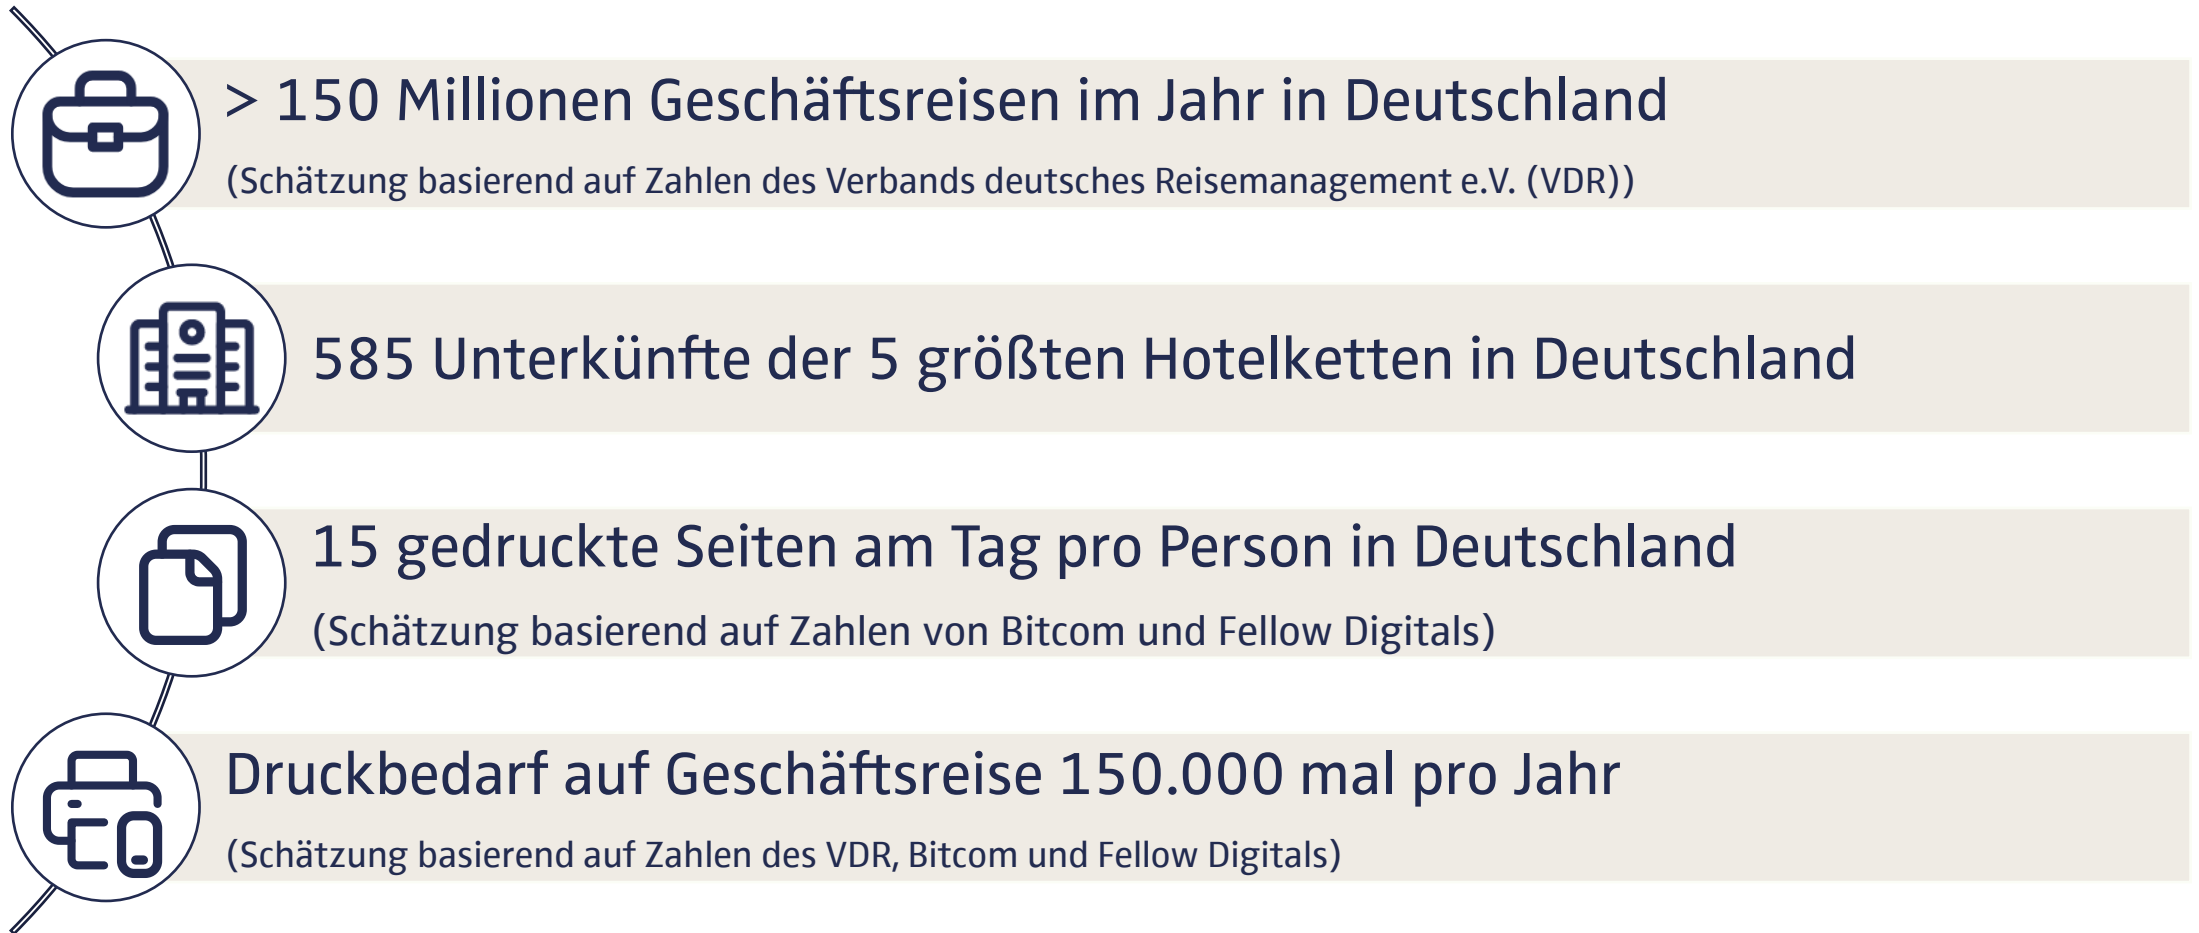 > 150 Millionen Geschäftsreisen im Jahr in Deutschland
(Schätzung basierend auf Zahlen des Verbands deutsches Reisemanagement e.V. (VDR))
585 Unterkünfte der 5 größten Hotelketten in Deutschland
15 gedruckte Seiten am Tag pro Person in Deutschland
(Schätzung basierend auf Zahlen von Bitcom und Fellow Digitals)
Druckbedarf auf Geschäftsreise 150.000 mal pro Jahr
(Schätzung basierend auf Zahlen des VDR, Bitcom und Fellow Digitals)